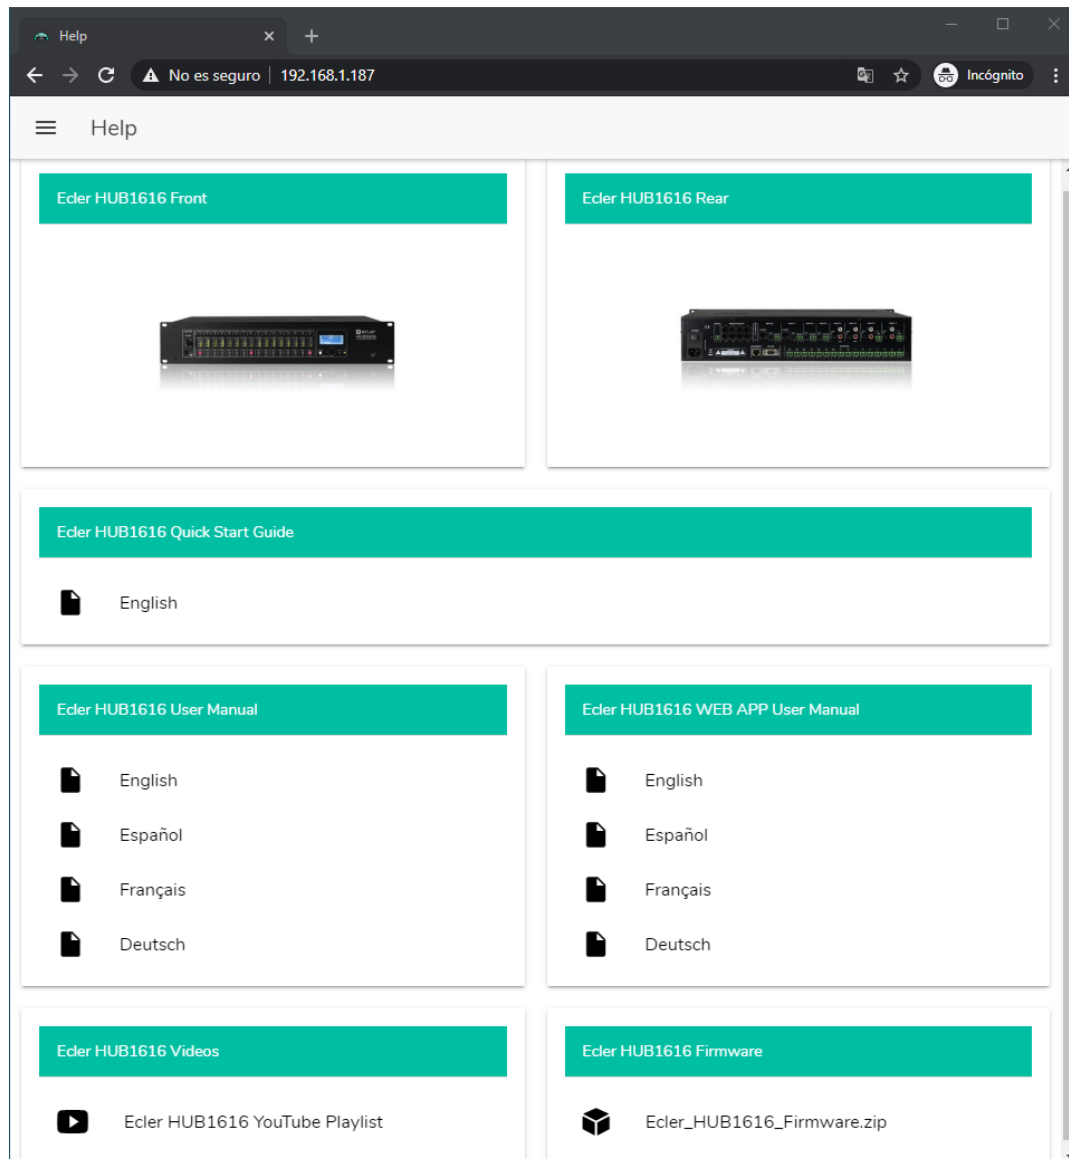 Help
No es seguro
192.168.1.187
Incógnito
Help
Ecler HUB1616 Front
Ecler HUB1616 Rear
ECLER
Ecler HUB1616 Quick Start Guide
English
Ecler HUB1616 User Manual
English
Español
Français
Deutsch
Ecler HUB1616 WEB APP User Manual
English
Español
Français
Deutsch
Ecler HUB1616 Videos
Ecler HUB1616 YouTube Playlist
Ecler HUB1616 Firmware
Ecler_HUB1616_Firmware.zip